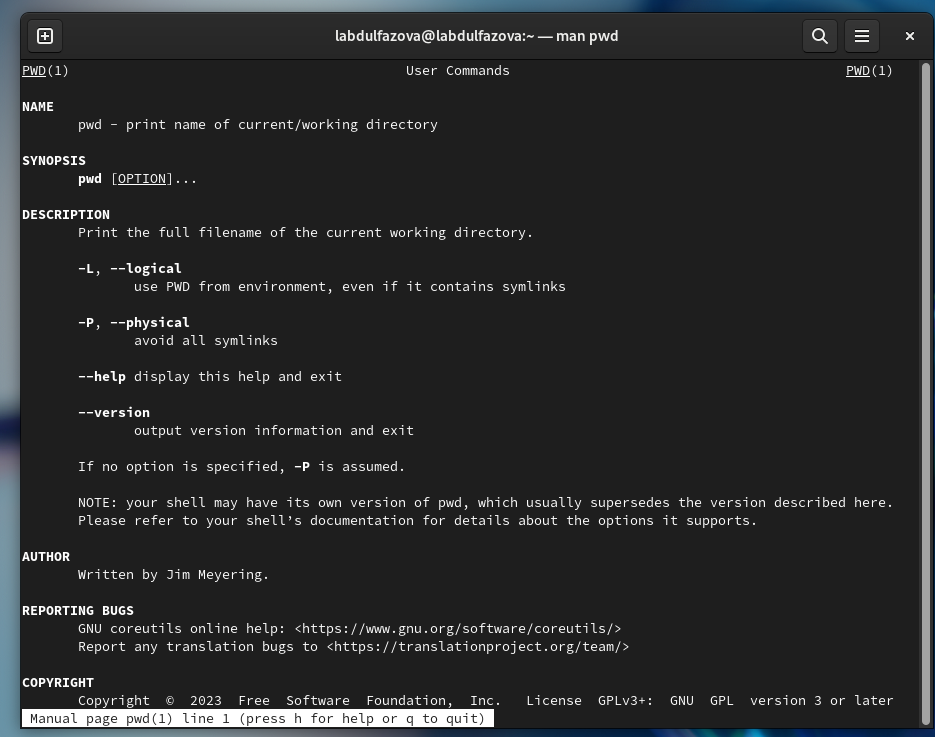 labdulfazova@labdulfazova:~ — man pwd
PWD(1) User Commands PWD(1)
NAME
pwd - print name of current/working directory
SYNOPSIS
pwd [OPTION]...
DESCRIPTION
Print the full filename of the current working directory.
-L, --logical
use PWD from environment, even if it contains symlinks
-P, --physical
avoid all symlinks
--help display this help and exit
--version
output version information and exit
If no option is specified, -P is assumed.
NOTE: your shell may have its own version of pwd, which usually supersedes the version described here.
Please refer to your shell’s documentation for details about the options it supports.
AUTHOR
Written by Jim Meyering.
REPORTING BUGS
GNU coreutils online help: <https://www.gnu.org/software/coreutils/>
Report any translation bugs to <https://translationproject.org/team/>
COPYRIGHT
Copyright © 2023 Free Software Foundation, Inc. License GPLv3+: GNU GPL version 3 or later
Manual page pwd(1) line 1 (press h for help or q to quit)